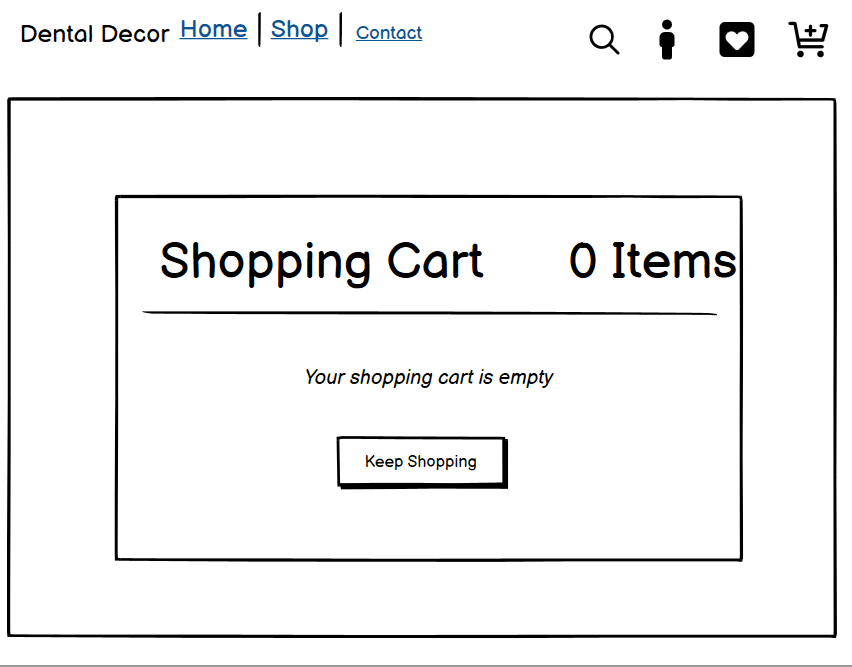 Dental Decor Home | Shop | Contact
Shopping Cart 0 Items
Your shopping cart is empty
Keep Shopping